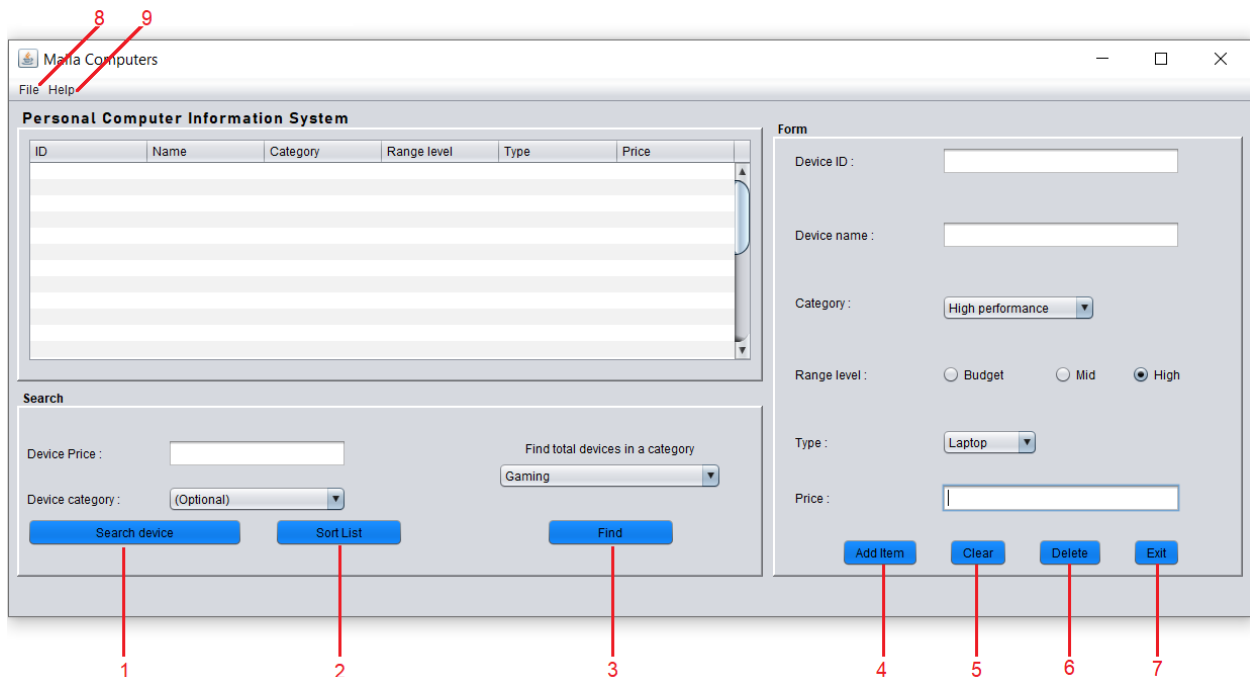 8 9
Malla Computers
File Help
Personal Computer Information System
ID Name Category Range level Type Price
Search
Device Price :
Find total devices in a category
Gaming
Device category : (Optional)
Search device Sort List Find
Form
Device ID :
Device name :
Category : High performance
Range level : Budget Mid High
Type : Laptop
Price :
Add Item Clear Delete Exit
1 2 3 4 5 6 7